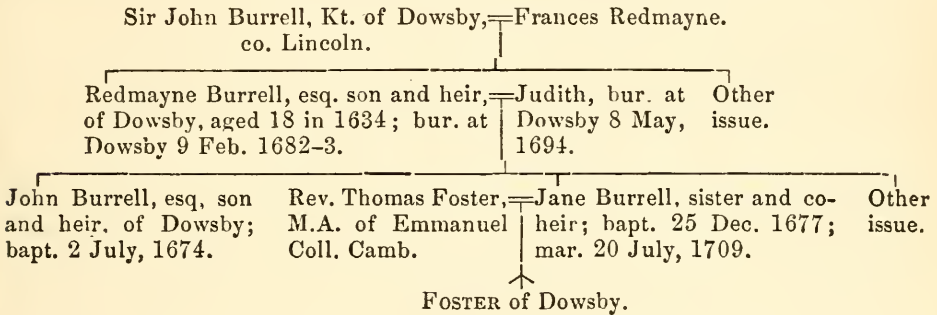 Sir John Burrell, Kt. of Dowsby, Frances Redmayne.
co. Lincoln.
Redmayne Burrell, esq. son and heir, Judith, bur. at Other
of Dowsby, aged 18 in 1634; bur. at Dowsby 8 May, issue.
Dowsby 9 Feb. 1682-3. 1694.
John Burrell, esq, son Rev. Thomas Foster, Jane Burrell, sister and co- Other
and heir, of Dowsby; M.A. of Emmanuel heir; bapt. 25 Dec. 1677; issue.
bapt. 2 July, 1674. Coll. Camb. mar. 20 July, 1709.
FOSTER of Dowsby.